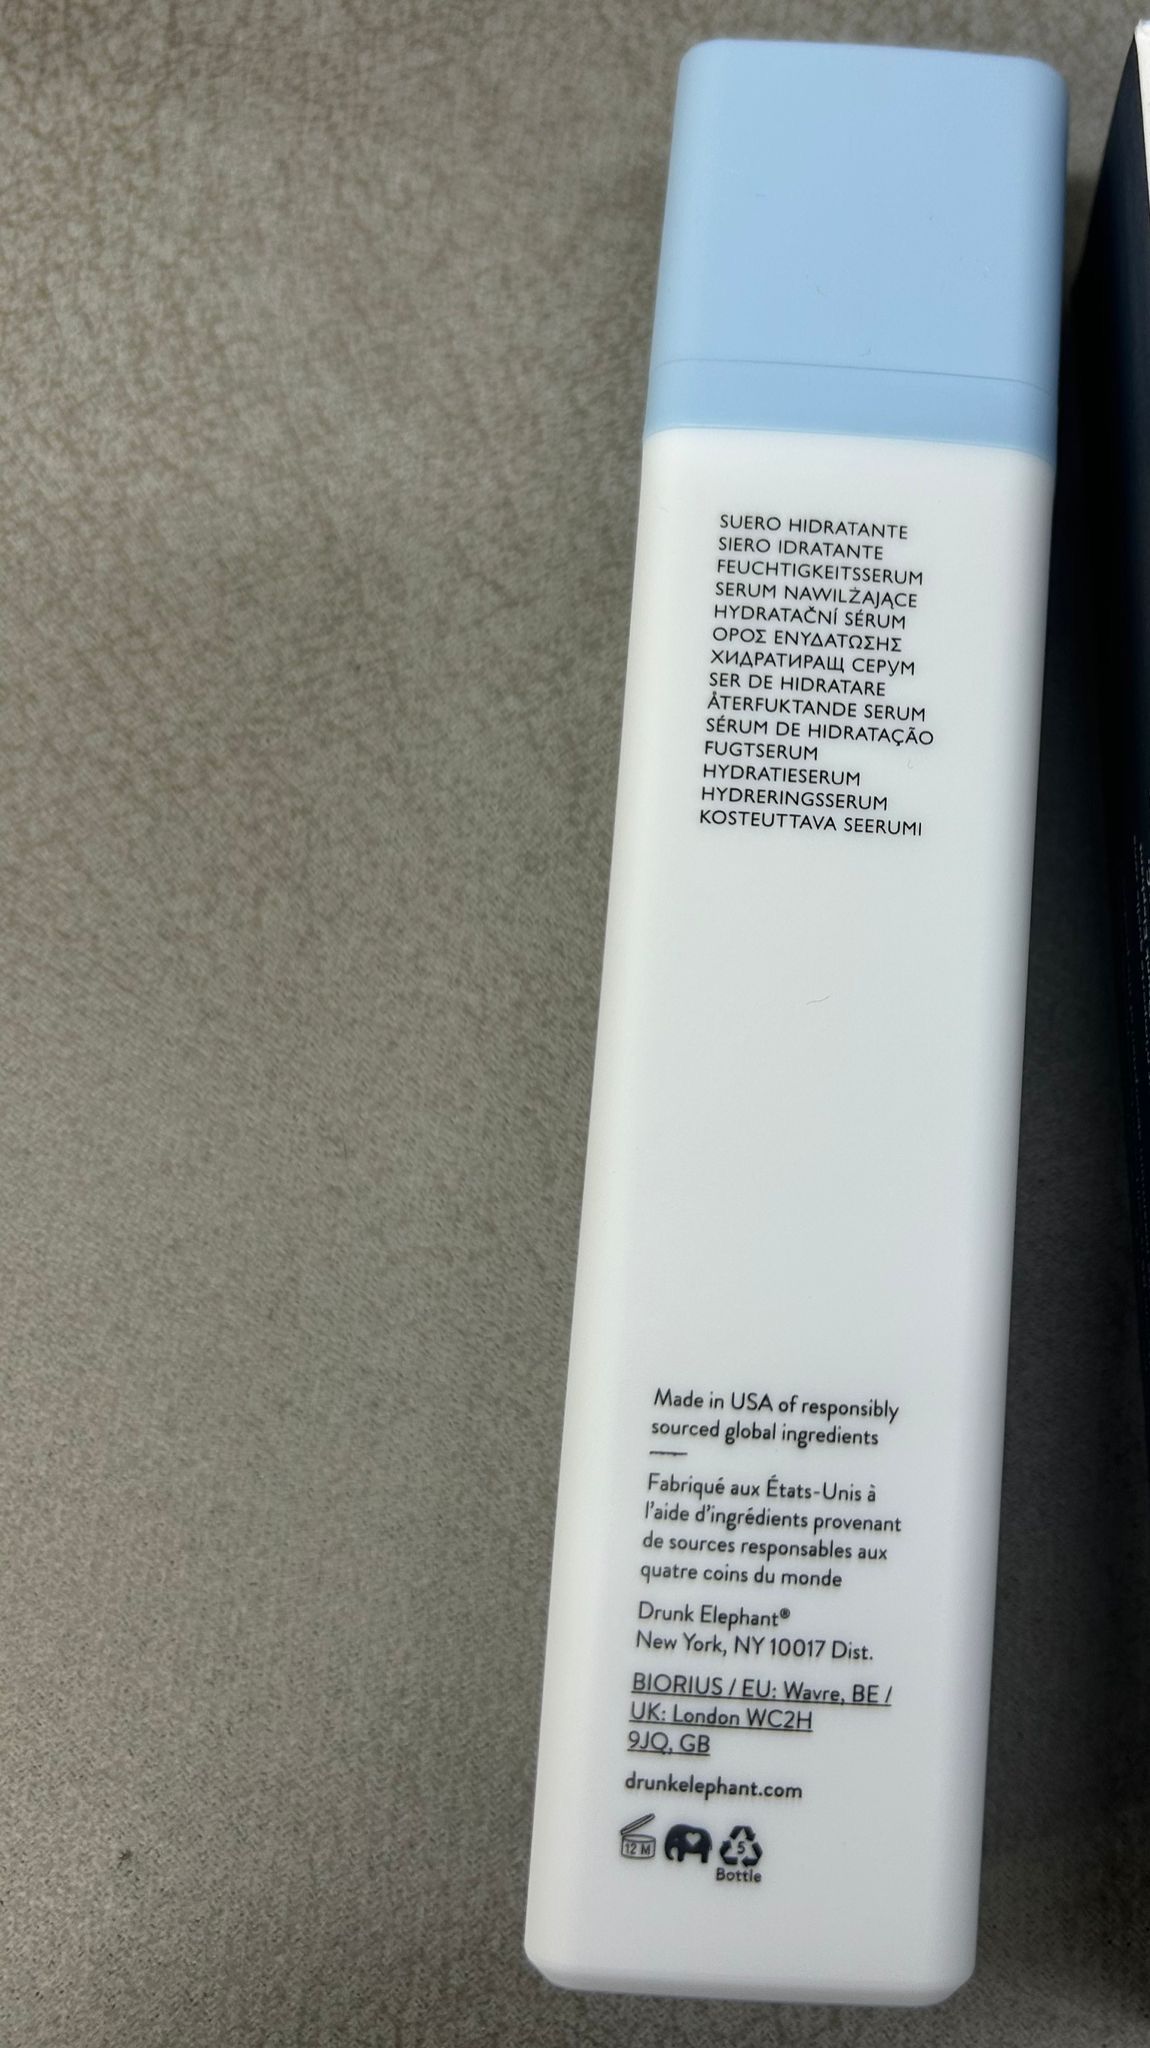 SUERO HIDRATANTE
SIERO IDRATANTE
FEUCHTIGKEITSSERUM
SERUM NAWILŻAJĄCE
HYDRATAČNÍ SÉRUM
ΟΡΟΣ ΕΝΥΔΑΤΩΣΗΣ
ХИДРАТИРАЩ СЕРУМ
SER DE HIDRATARE
ÅTERFUKTANDE SERUM
SÉRUM DE HIDRATAÇÃO
FUGTSERUM
HYDRATIESERUM
HYDRERINGSSERUM
KOSTEUTTAVA SEERUMI
Made in USA of responsibly
sourced global ingredients
Fabriqué aux États-Unis à
l'aide d'ingrédients provenant
de sources responsables aux
quatre coins du monde
Drunk Elephant®
New York, NY 10017 Dist.
BIORIUS / EU: Wavre, BE /
UK: London WC2H
9JQ, GB
drunkelephant.com
12 M
5
Bottle